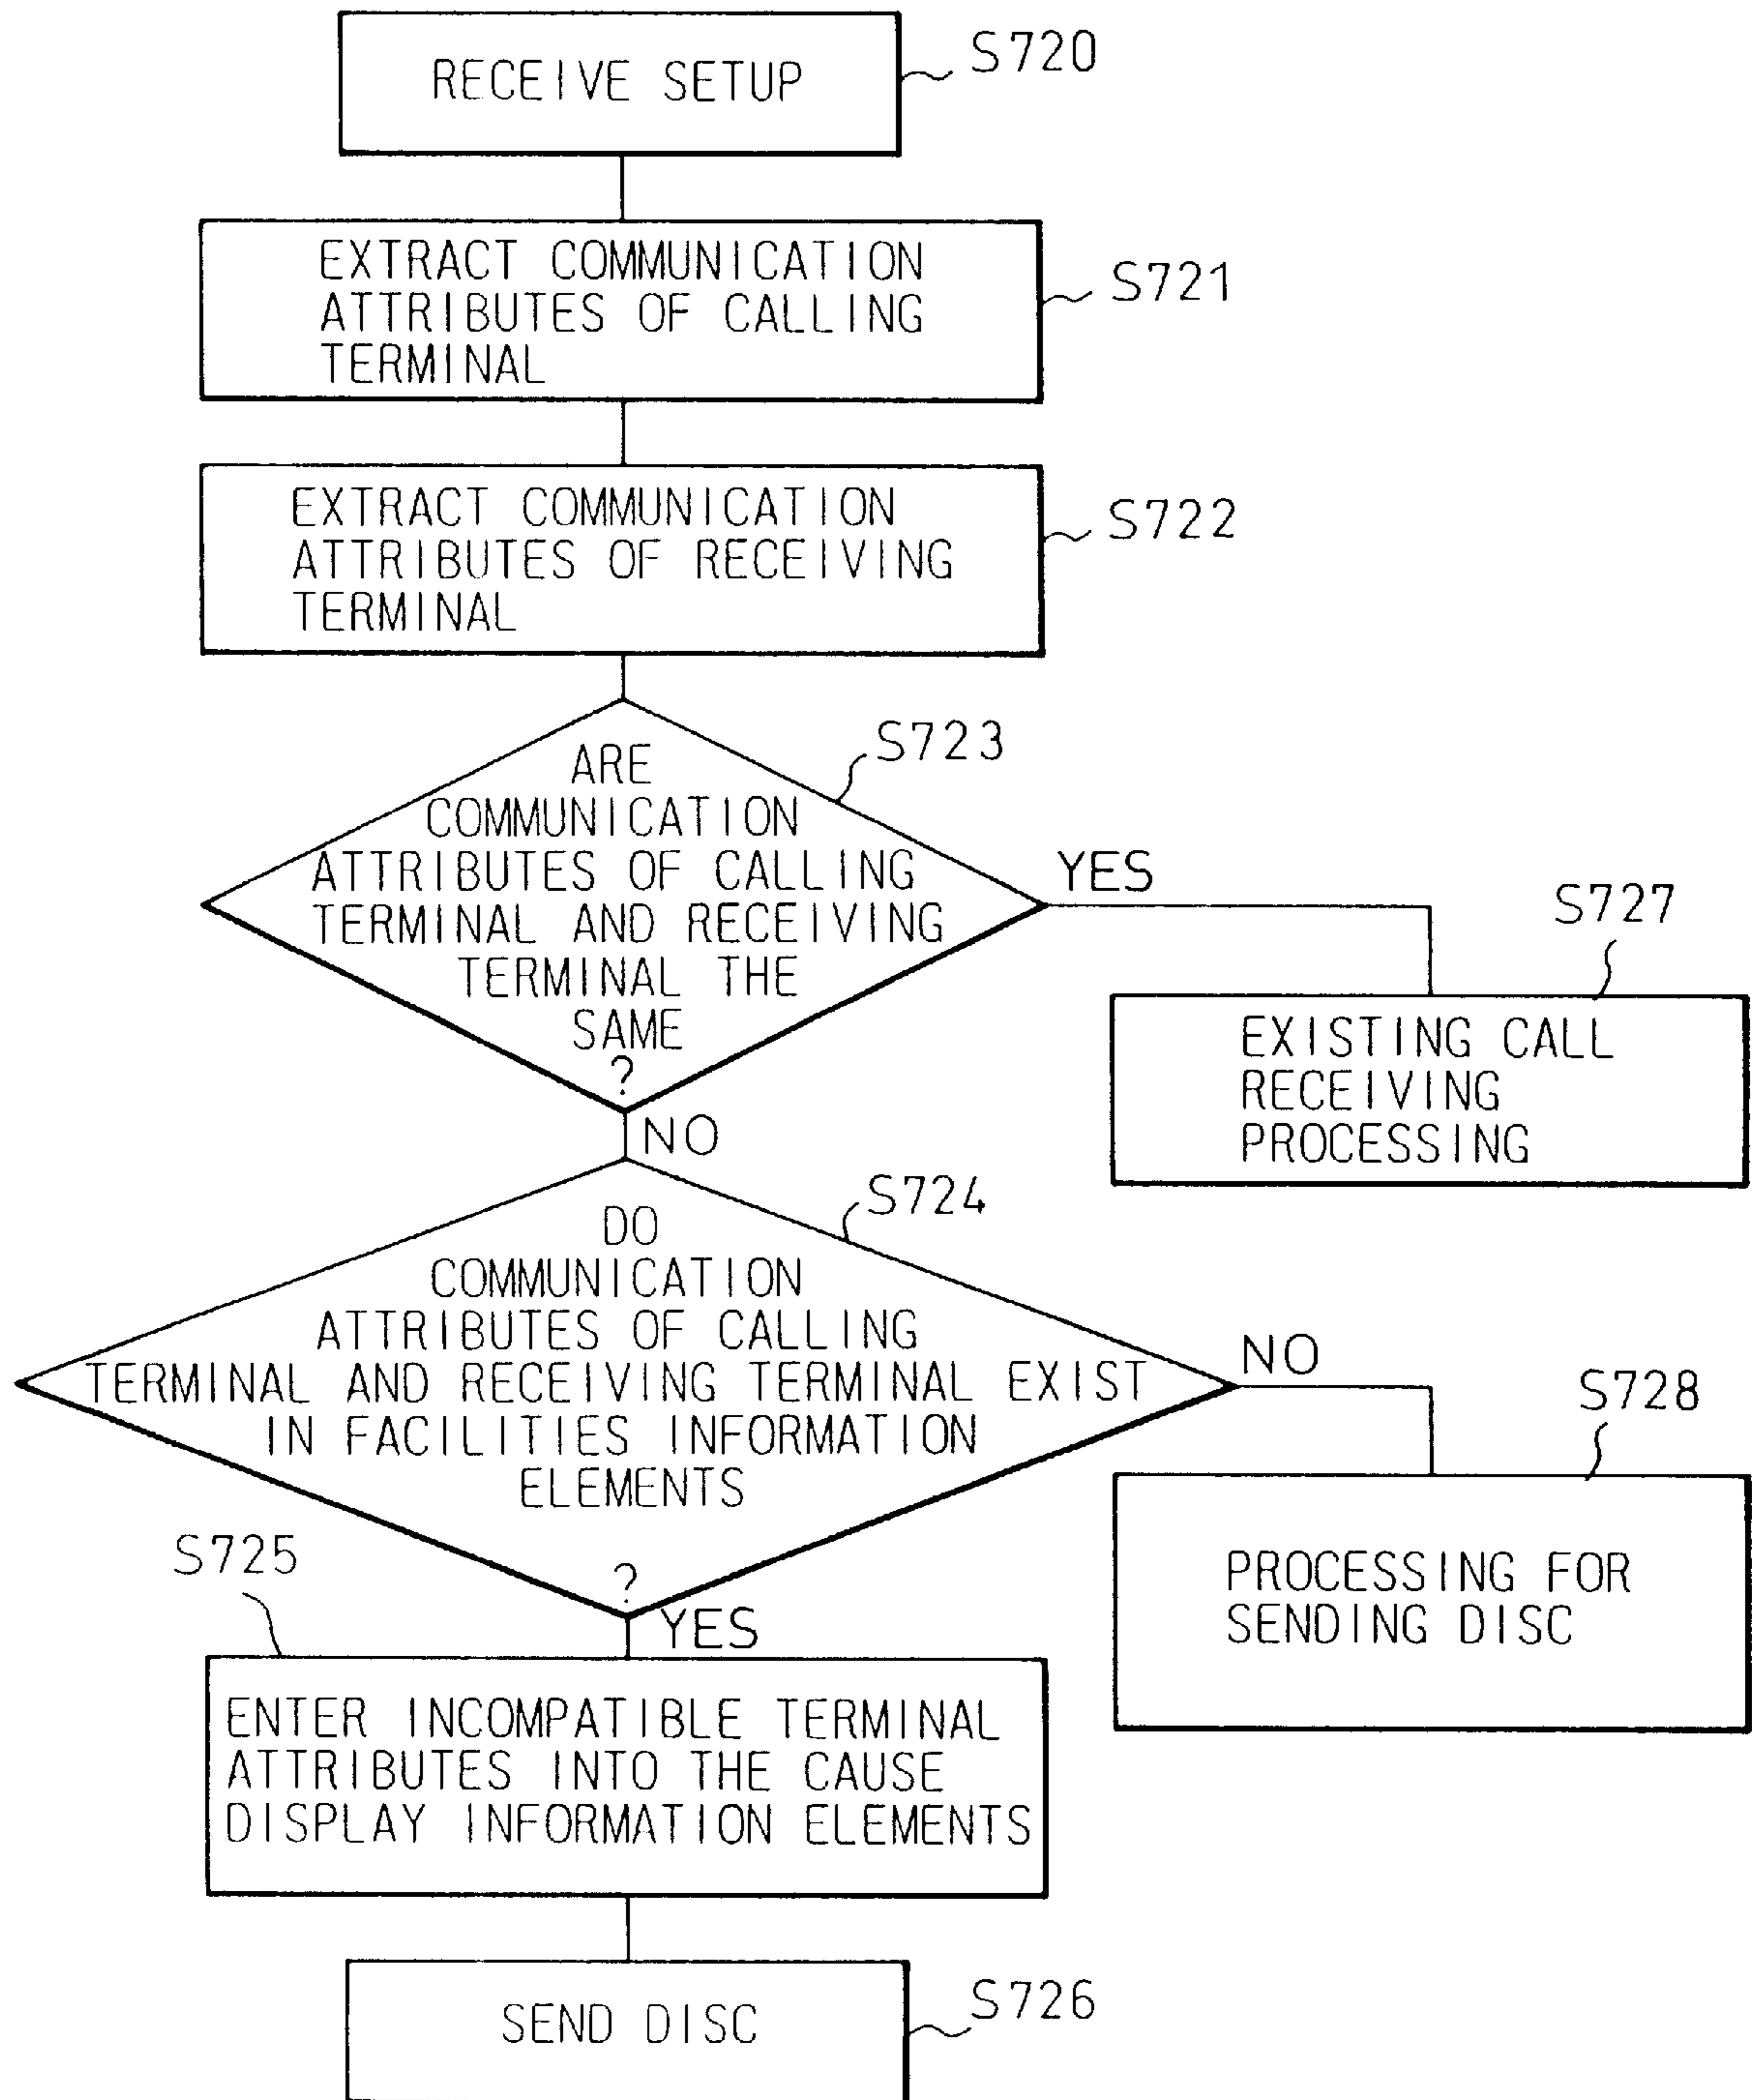 RECEIVE SETUP
S720
EXTRACT COMMUNICATION
ATTRIBUTES OF CALLING
TERMINAL
S721
EXTRACT COMMUNICATION
ATTRIBUTES OF RECEIVING
TERMINAL
S722
S723
ARE
COMMUNICATION
ATTRIBUTES OF CALLING
TERMINAL AND RECEIVING
TERMINAL THE
SAME
?
YES
S727
EXISTING CALL
RECEIVING
PROCESSING
NO
S724
DO
COMMUNICATION
ATTRIBUTES OF CALLING
TERMINAL AND RECEIVING TERMINAL EXIST
IN FACILITIES INFORMATION
ELEMENTS
?
NO
S728
PROCESSING FOR
SENDING DISC
YES
S725
ENTER INCOMPATIBLE TERMINAL
ATTRIBUTES INTO THE CAUSE
DISPLAY INFORMATION ELEMENTS
SEND DISC
S726